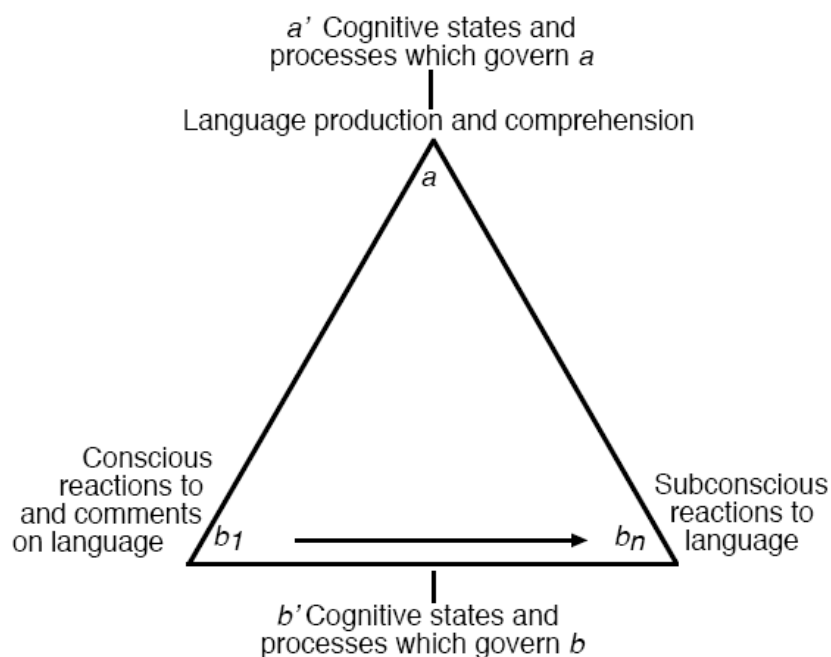 a’ Cognitive states and
processes which govern a
Language production and comprehension
a
Conscious
reactions to
and comments
on language
b1
bn
Subconscious
reactions to
language
b’ Cognitive states and
processes which govern b